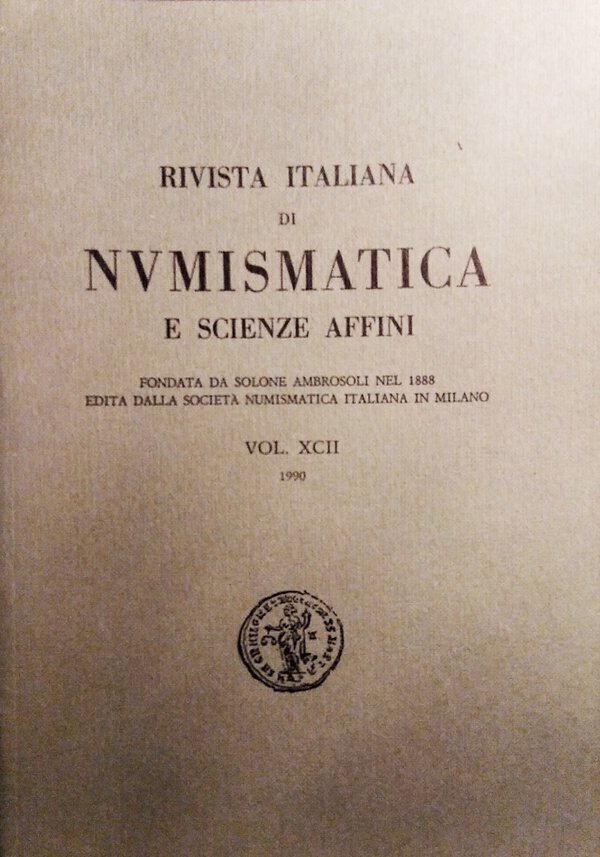 RIVISTA ITALIANA
DI
NVMISMATICA
E SCIENZE AFFINI
FONDATA DA SOLONE AMBROSOLI NEL 1888
EDITA DALLA SOCIETÀ NUMISMATICA ITALIANA IN MILANO
VOL. XCII
1990